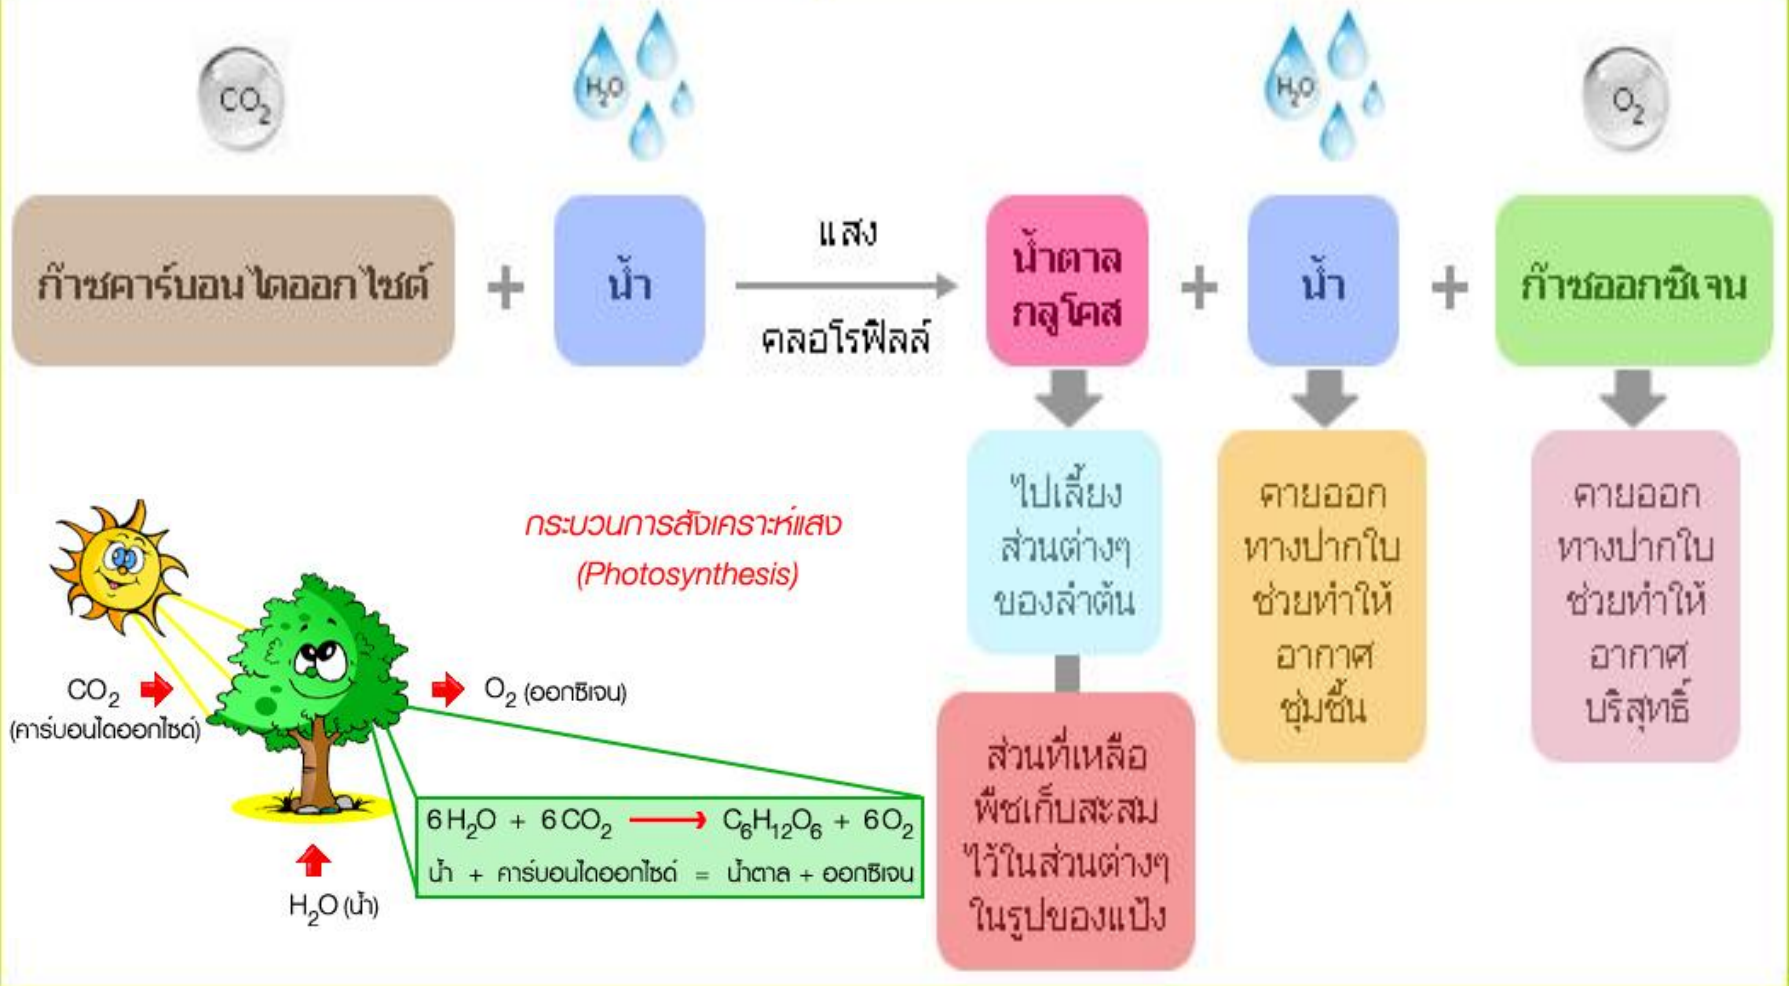 CO₂
H₂O
H₂O
O₂
ก๊าซคาร์บอนไดออกไซด์ + น้ำ
แสง
คลอโรฟิลล์
น้ำตาล
กลูโคส
+ น้ำ + ก๊าซออกซิเจน
ไปเลี้ยง
ส่วนต่างๆ
ของลำต้น
ส่วนที่เหลือ
พืชเก็บสะสม
ไว้ในส่วนต่างๆ
ในรูปของแป้ง
คายออก
ทางปากใบ
ช่วยทำให้
อากาศ
ชุ่มชื้น
คายออก
ทางปากใบ
ช่วยทำให้
อากาศ
บริสุทธิ์
กระบวนการสังเคราะห์แสง
(Photosynthesis)
CO₂
(คาร์บอนไดออกไซด์)
O₂ (ออกซิเจน)
H₂O (น้ำ)
6H₂O + 6CO₂ → C₆H₁₂O₆ + 6O₂
น้ำ + คาร์บอนไดออกไซด์ = น้ำตาล + ออกซิเจน